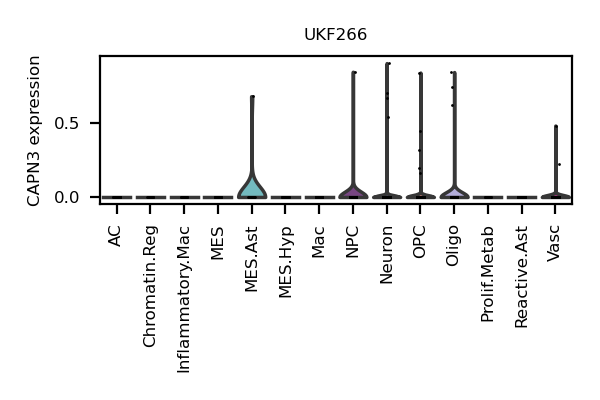 UKF266
CAPN3 expression
0.5
0.0
AC
Chromatin.Reg
Inflammatory.Mac
MES
MES.Ast
MES.Hyp
Mac
NPC
Neuron
OPC
Oligo
Prolif.Metab
Reactive.Ast
Vasc